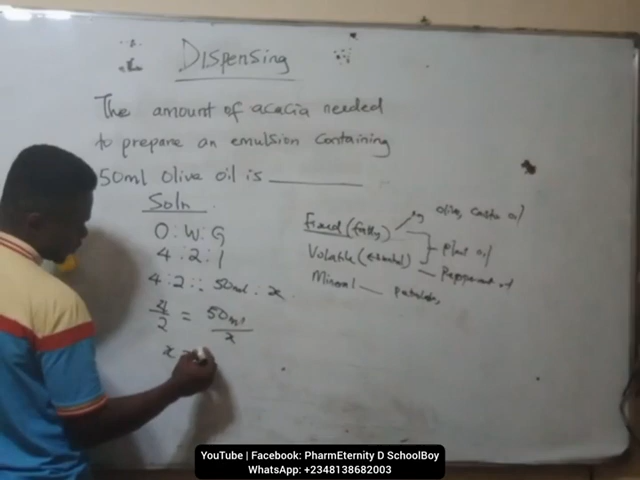 DISPENSING
The amount of acacia needed
to prepare an emulsion containing
50ml Olive oil is ________
Soln
O : W : G
4 : 2 : 1
4 : 2 :: 50ml : x
4/2 = 50ml/x
x =
Fixed (fatty) eg olive, castor oil
Volatile (essential) Peppermint oil
plant oil
Mineral
YouTube | Facebook: PharmEternity D SchoolBoy
WhatsApp: +2348138682003